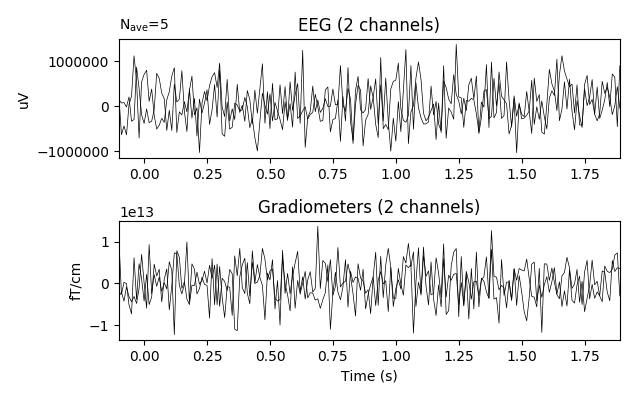 N_ave=5
EEG (2 channels)
uV
1000000
0
−1000000
0.00 0.25 0.50 0.75 1.00 1.25 1.50 1.75
1e13
Gradiometers (2 channels)
fT/cm
1
0
−1
0.00 0.25 0.50 0.75 1.00 1.25 1.50 1.75
Time (s)